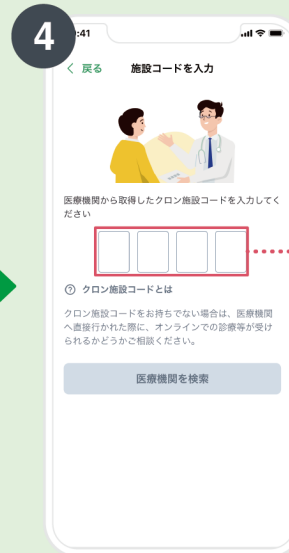 4
:41
戻る 施設コードを入力
医療機関から取得したクロン施設コードを入力してく
ださい
? クロン施設コードとは
クロン施設コードをお持ちでない場合は、医療機関
へ直接行かれた際に、オンラインでの診療等が受け
られるかどうかご相談ください。
医療機関を検索